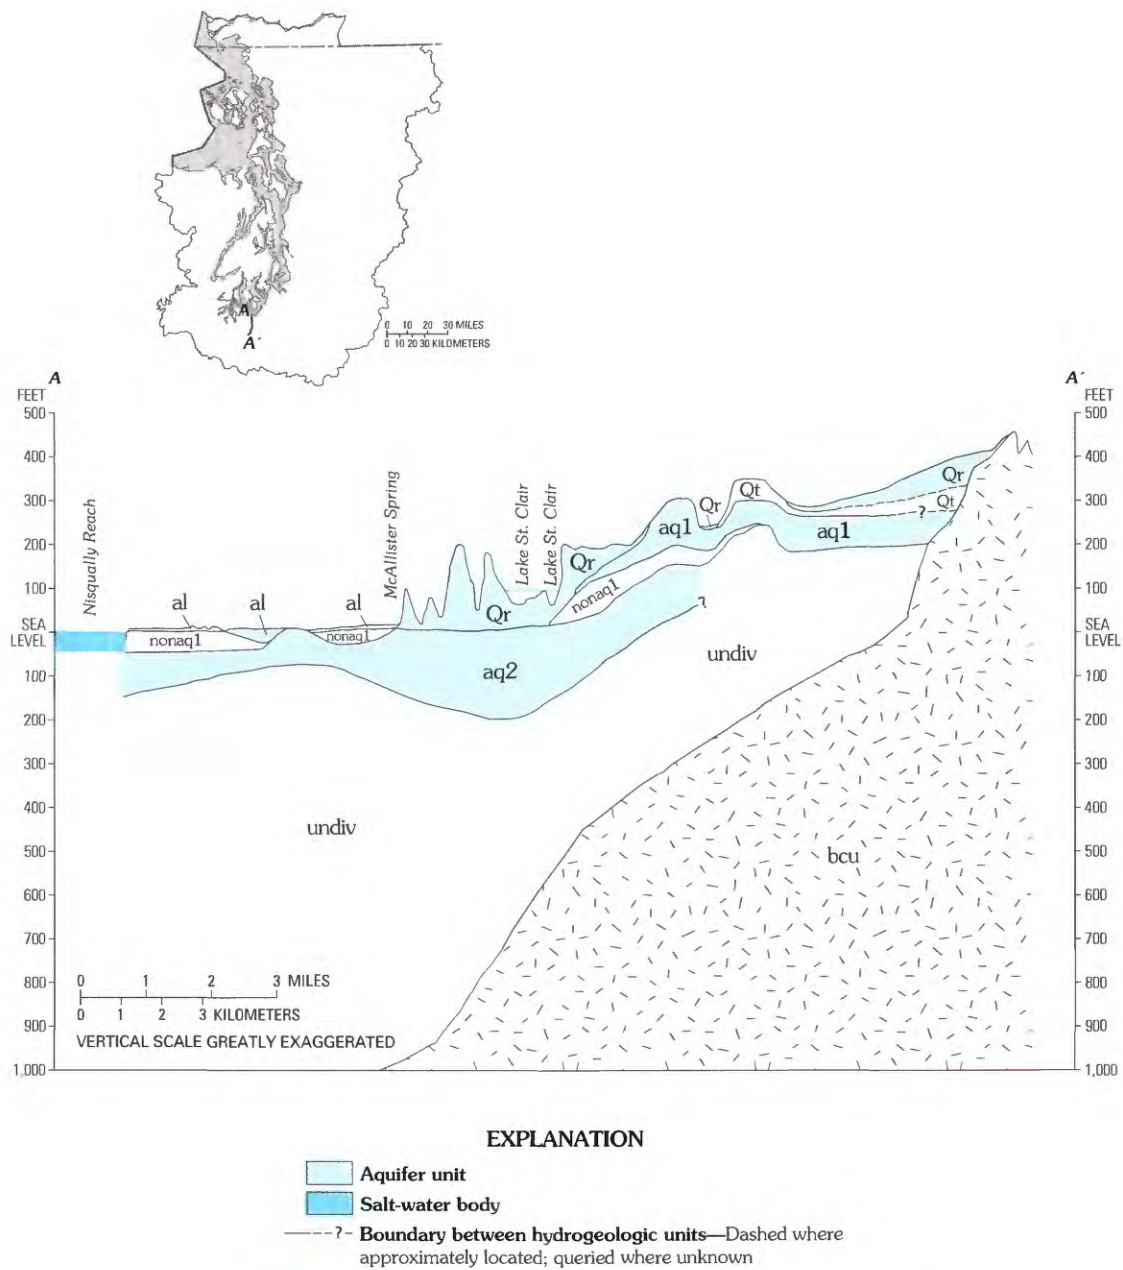 A
A´
0 10 20 30 MILES
0 10 20 30 KILOMETERS
A
FEET
500
400
300
200
100
SEA
LEVEL
100
200
300
400
500
600
700
800
900
1,000
A´
FEET
500
400
300
200
100
SEA
LEVEL
100
200
300
400
500
600
700
800
900
1,000
Nisqually Reach
McAllister Spring
Lake St. Clair
Lake St. Clair
al
al
al
nonaq1
nonaq1
Qr
Qr
nonaq1
aq1
Qr
Qt
aq1
Qr
Qt
?
?
aq2
undiv
undiv
bcu
0 1 2 3 MILES
0 1 2 3 KILOMETERS
VERTICAL SCALE GREATLY EXAGGERATED
EXPLANATION
Aquifer unit
Salt-water body
——---?- Boundary between hydrogeologic units—Dashed where
approximately located; queried where unknown